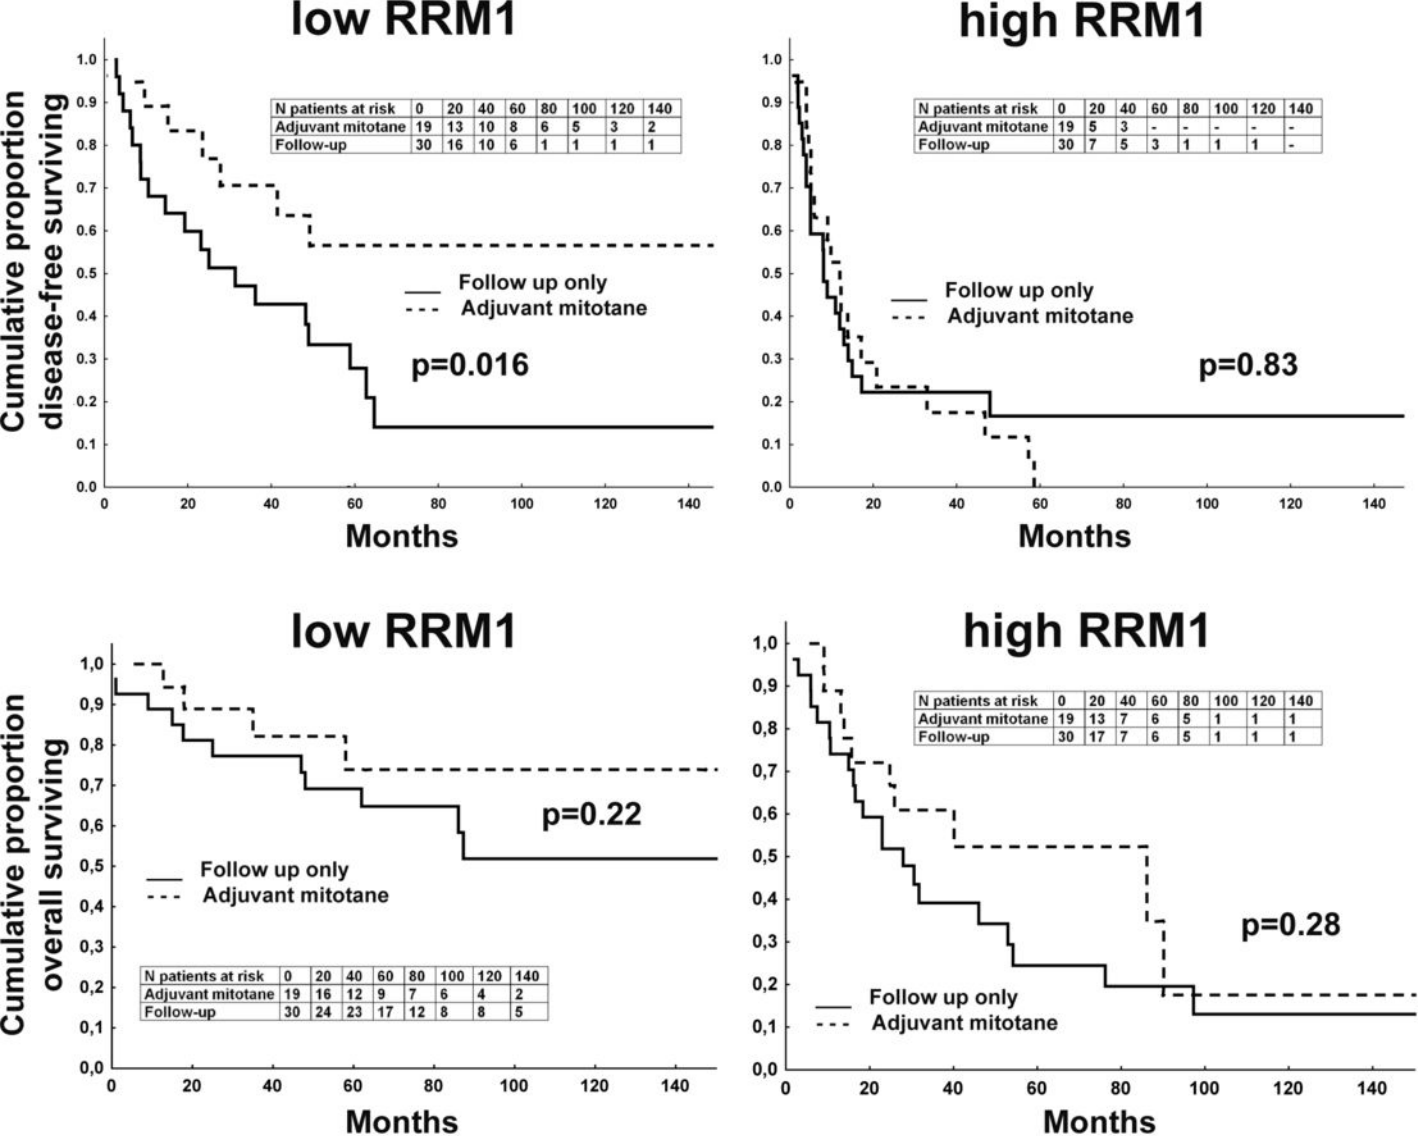 low RRM1
high RRM1
Cumulative proportion
disease-free surviving
1.0
0.9
0.8
0.7
0.6
0.5
0.4
0.3
0.2
0.1
0.0
N patients at risk 0 20 40 60 80 100 120 140
Adjuvant mitotane 19 13 10 8 6 5 3 2
Follow-up 30 16 10 6 1 1 1 1
Follow up only
Adjuvant mitotane
p=0.016
0 20 40 60 80 100 120 140
Months
1.0
0.9
0.8
0.7
0.6
0.5
0.4
0.3
0.2
0.1
0.0
N patients at risk 0 20 40 60 80 100 120 140
Adjuvant mitotane 19 5 3 - - - - -
Follow-up 30 7 5 3 1 1 1 -
Follow up only
Adjuvant mitotane
p=0.83
0 20 40 60 80 100 120 140
Months
low RRM1
high RRM1
Cumulative proportion
overall surviving
1,0
0,9
0,8
0,7
0,6
0,5
0,4
0,3
0,2
0,1
0,0
p=0.22
Follow up only
Adjuvant mitotane
N patients at risk 0 20 40 60 80 100 120 140
Adjuvant mitotane 19 16 12 9 7 6 4 2
Follow-up 30 24 23 17 12 8 8 5
0 20 40 60 80 100 120 140
Months
1,0
0,9
0,8
0,7
0,6
0,5
0,4
0,3
0,2
0,1
0,0
N patients at risk 0 20 40 60 80 100 120 140
Adjuvant mitotane 19 13 7 6 5 1 1 1
Follow-up 30 17 7 6 5 1 1 1
p=0.28
Follow up only
Adjuvant mitotane
0 20 40 60 80 100 120 140
Months